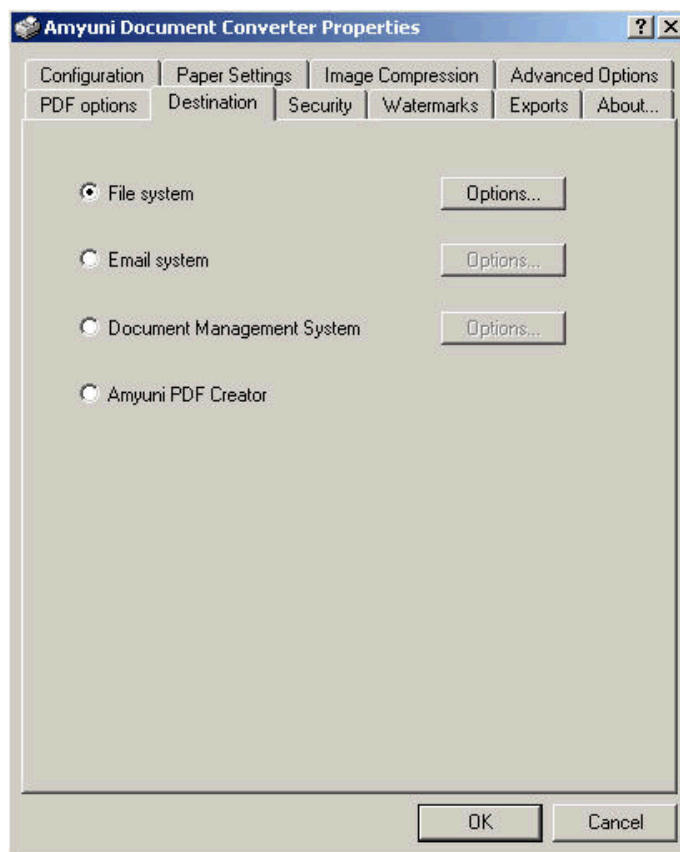 Amyuni Document Converter Properties
Configuration Paper Settings Image Compression Advanced Options
PDF options Destination Security Watermarks Exports About...
File system Options...
Email system Options...
Document Management System Options...
Amyuni PDF Creator
OK Cancel